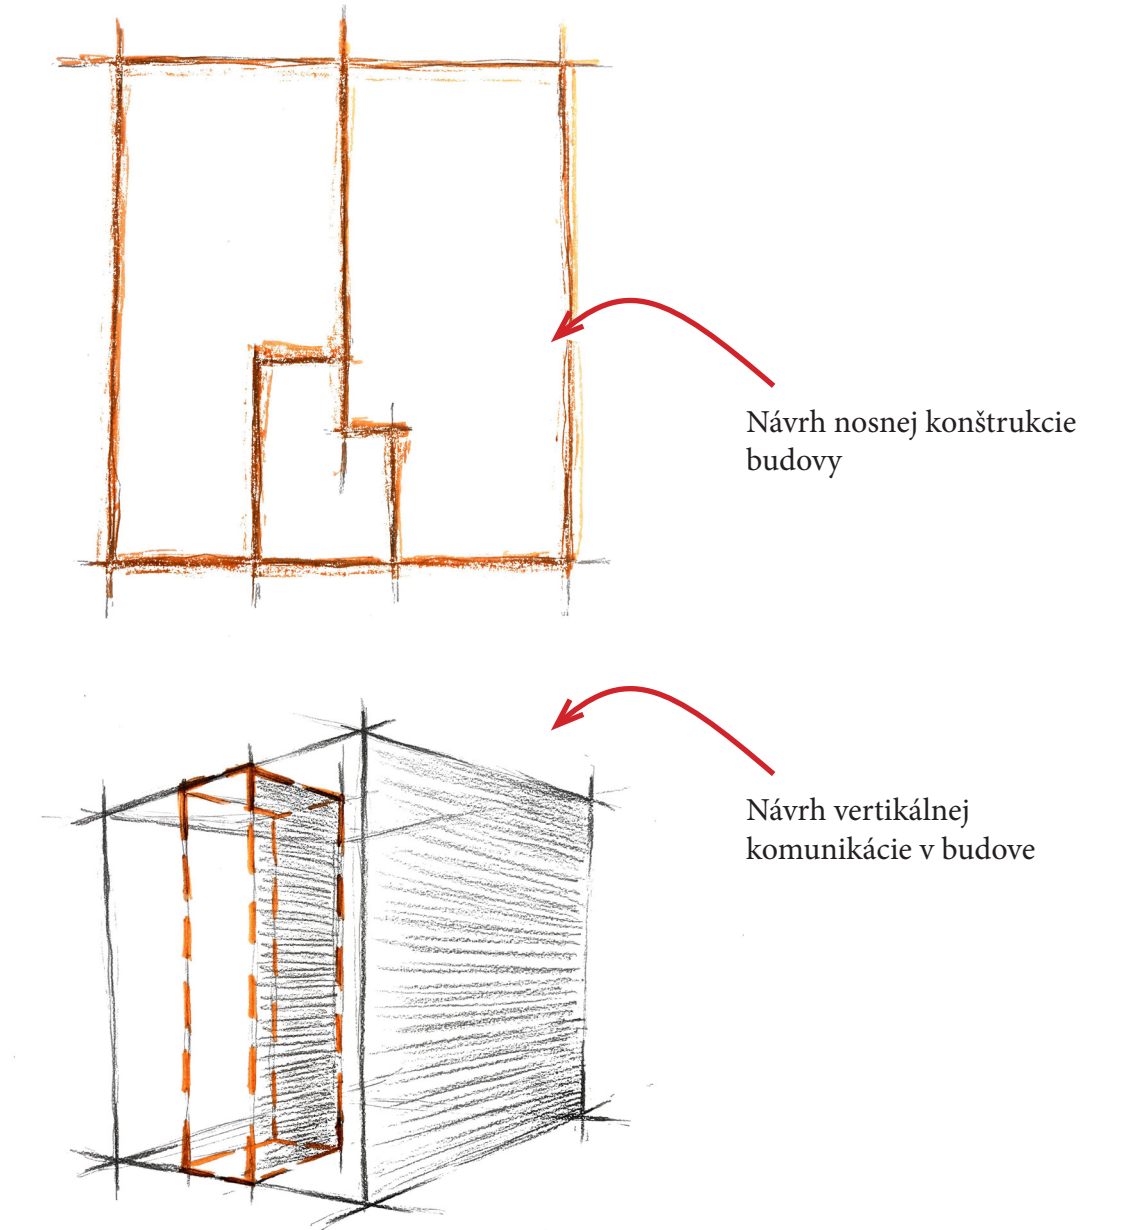 Návrh nosnej konštrukcie
budovy
Návrh vertikálnej
komunikácie v budove